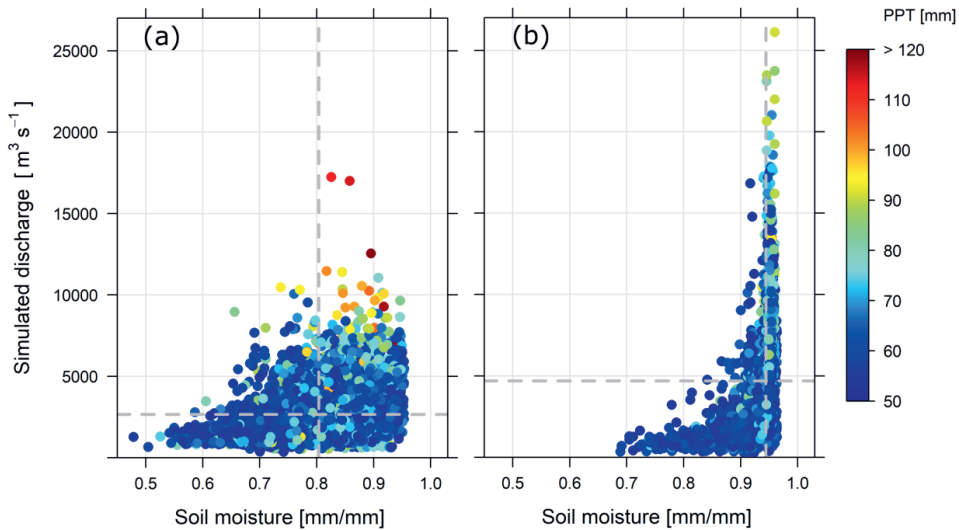 (a)
(b)
PPT [mm]
> 120
110
100
90
80
70
60
50
25000
20000
15000
10000
5000
Simulated discharge [ m³ s⁻¹ ]
0.5 0.6 0.7 0.8 0.9 1.0
0.5 0.6 0.7 0.8 0.9 1.0
Soil moisture [mm/mm]
Soil moisture [mm/mm]